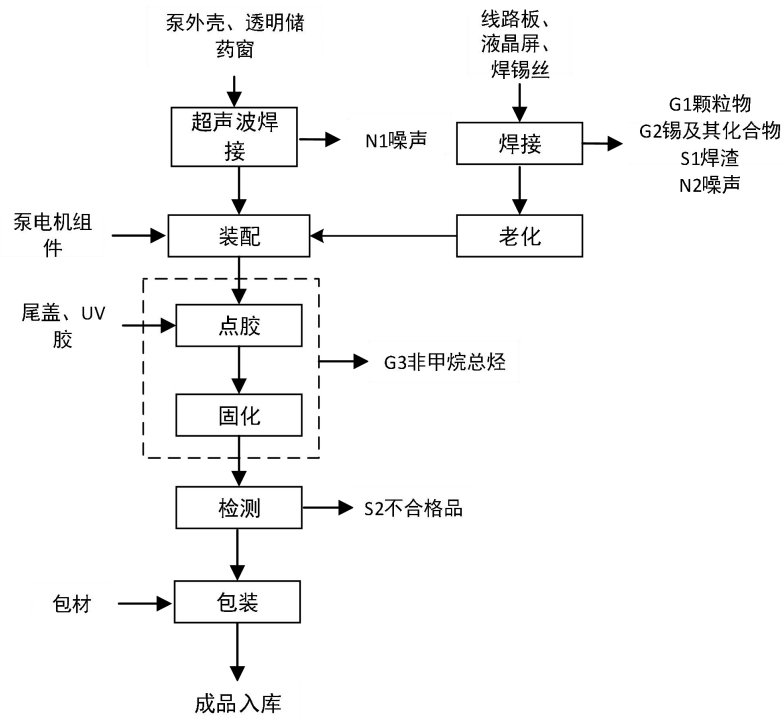 泵外壳、透明储
药窗
线路板、
液晶屏、
焊锡丝
超声波焊
接
N1噪声
焊接
G1颗粒物
G2锡及其化合物
S1焊渣
N2噪声
泵电机组
件
装配
老化
尾盖、UV
胶
点胶
G3非甲烷总烃
固化
检测
S2不合格品
包材
包装
成品入库